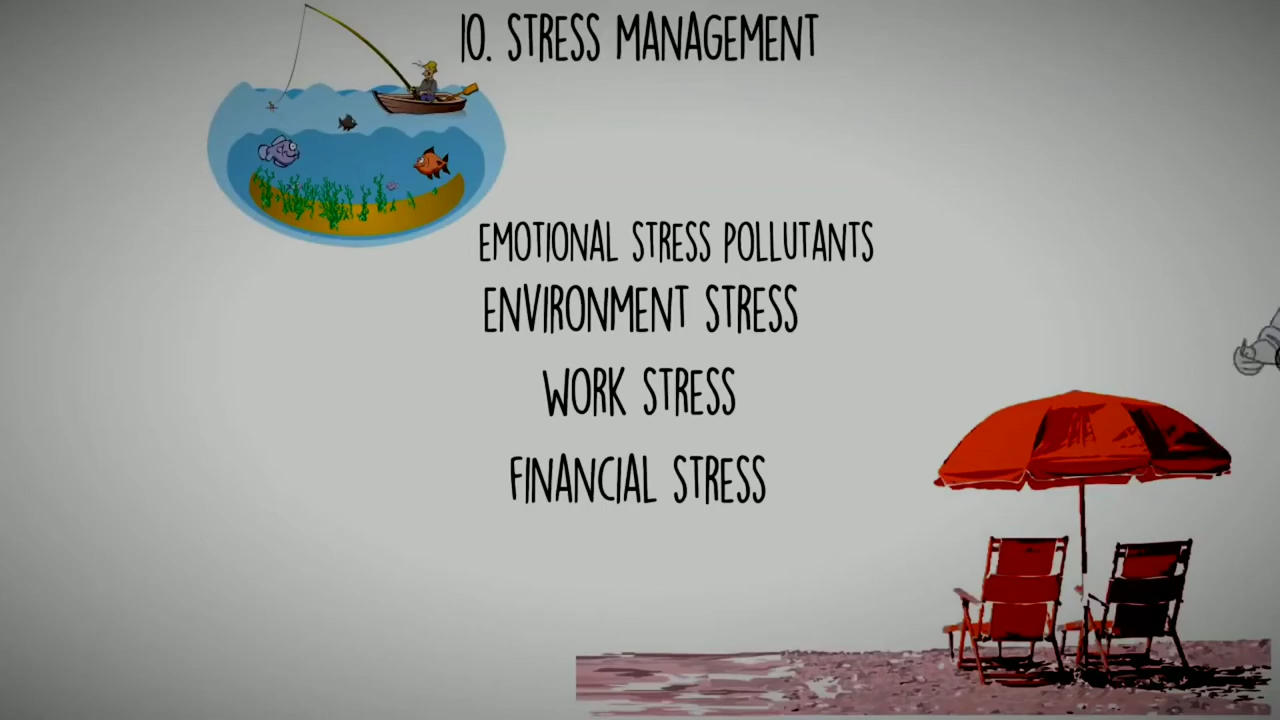 10. STRESS MANAGEMENT
EMOTIONAL STRESS POLLUTANTS
ENVIRONMENT STRESS
WORK STRESS
FINANCIAL STRESS